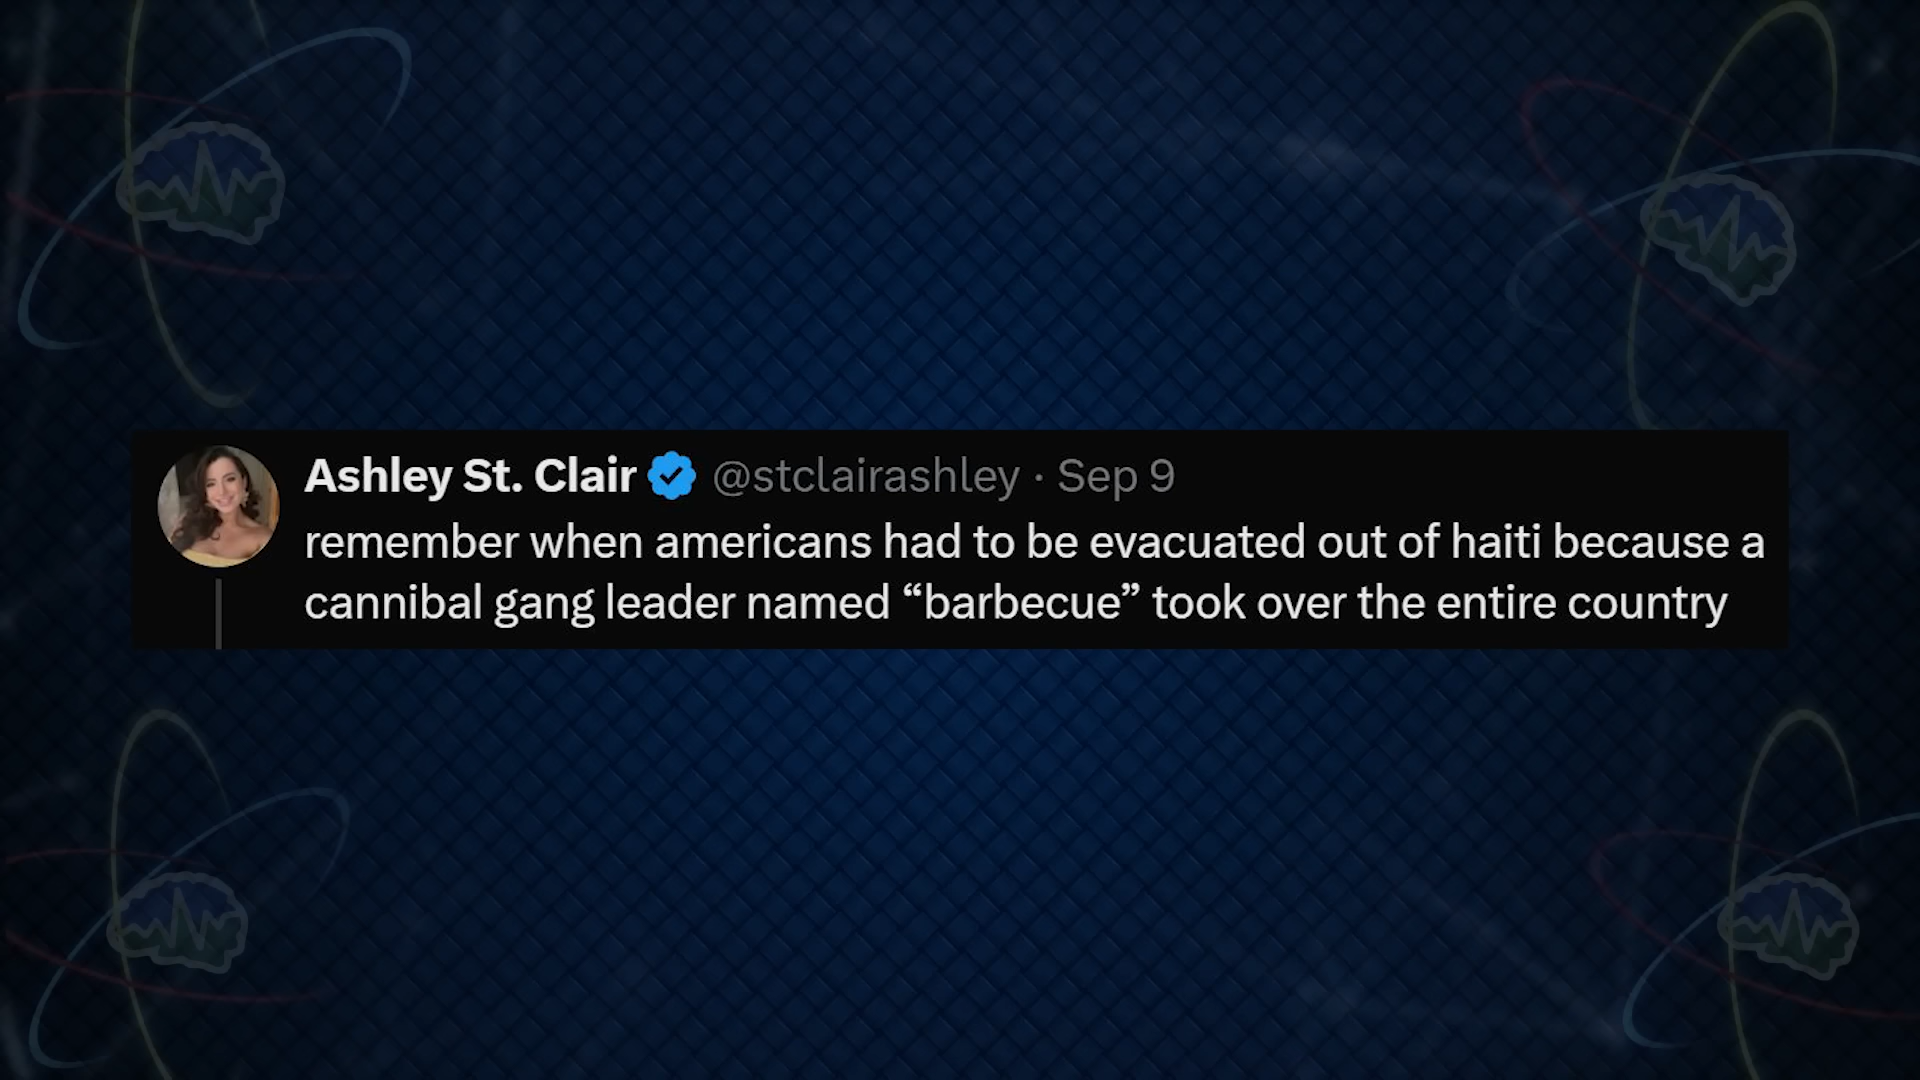 Ashley St. Clair @stclairashley · Sep 9
remember when americans had to be evacuated out of haiti because a
cannibal gang leader named “barbecue” took over the entire country